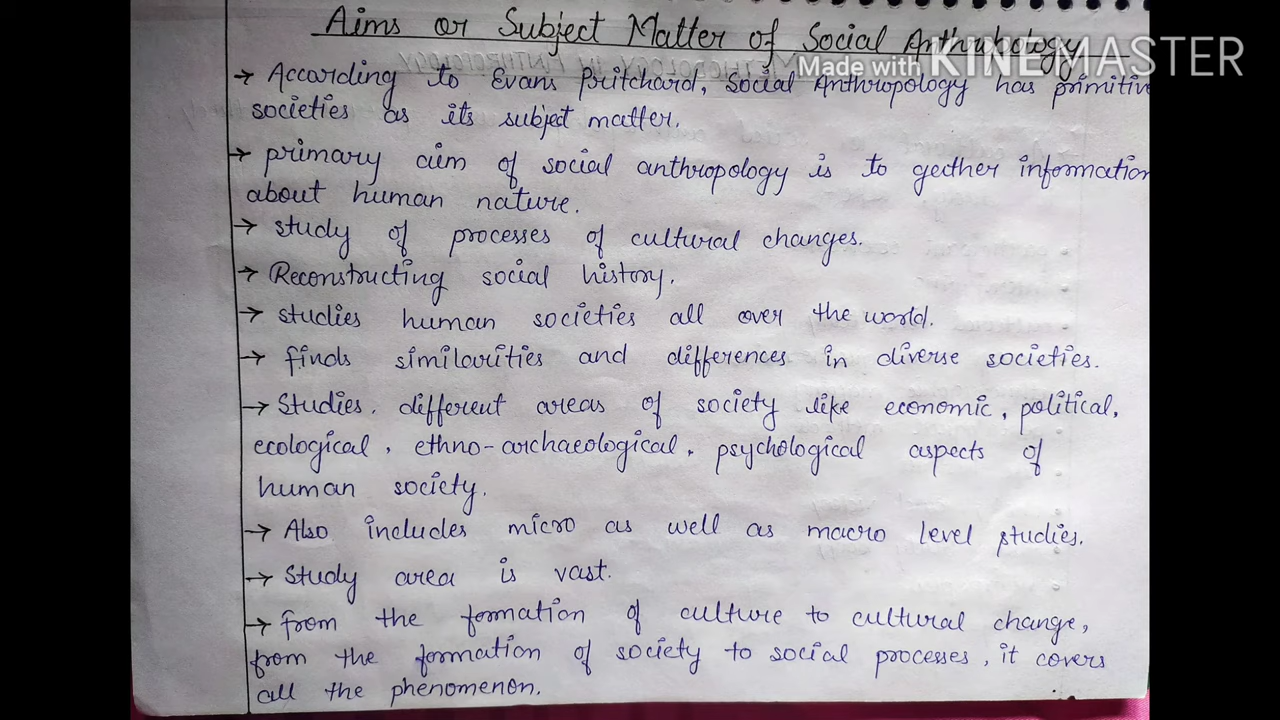 Aims or Subject Matter of Social Anthropology
Made with KINEMASTER
→ According to Evans Pritchard, Social Anthropology has primitive
societies as its subject matter.
→ primary aim of social anthropology is to gether information
about human nature.
→ study of processes of cultural changes.
→ Reconstructing social history.
→ studies human societies all over the world.
→ finds similarities and differences in diverse societies.
→ Studies. different areas of society like economic, political,
ecological, ethno-archaeological, psychological aspects of
human society.
→ Also includes micro as well as macro level studies.
→ Study area is vast.
→ from the formation of culture to cultural change,
from the formation of society to social processes, it covers
all the phenomenon.